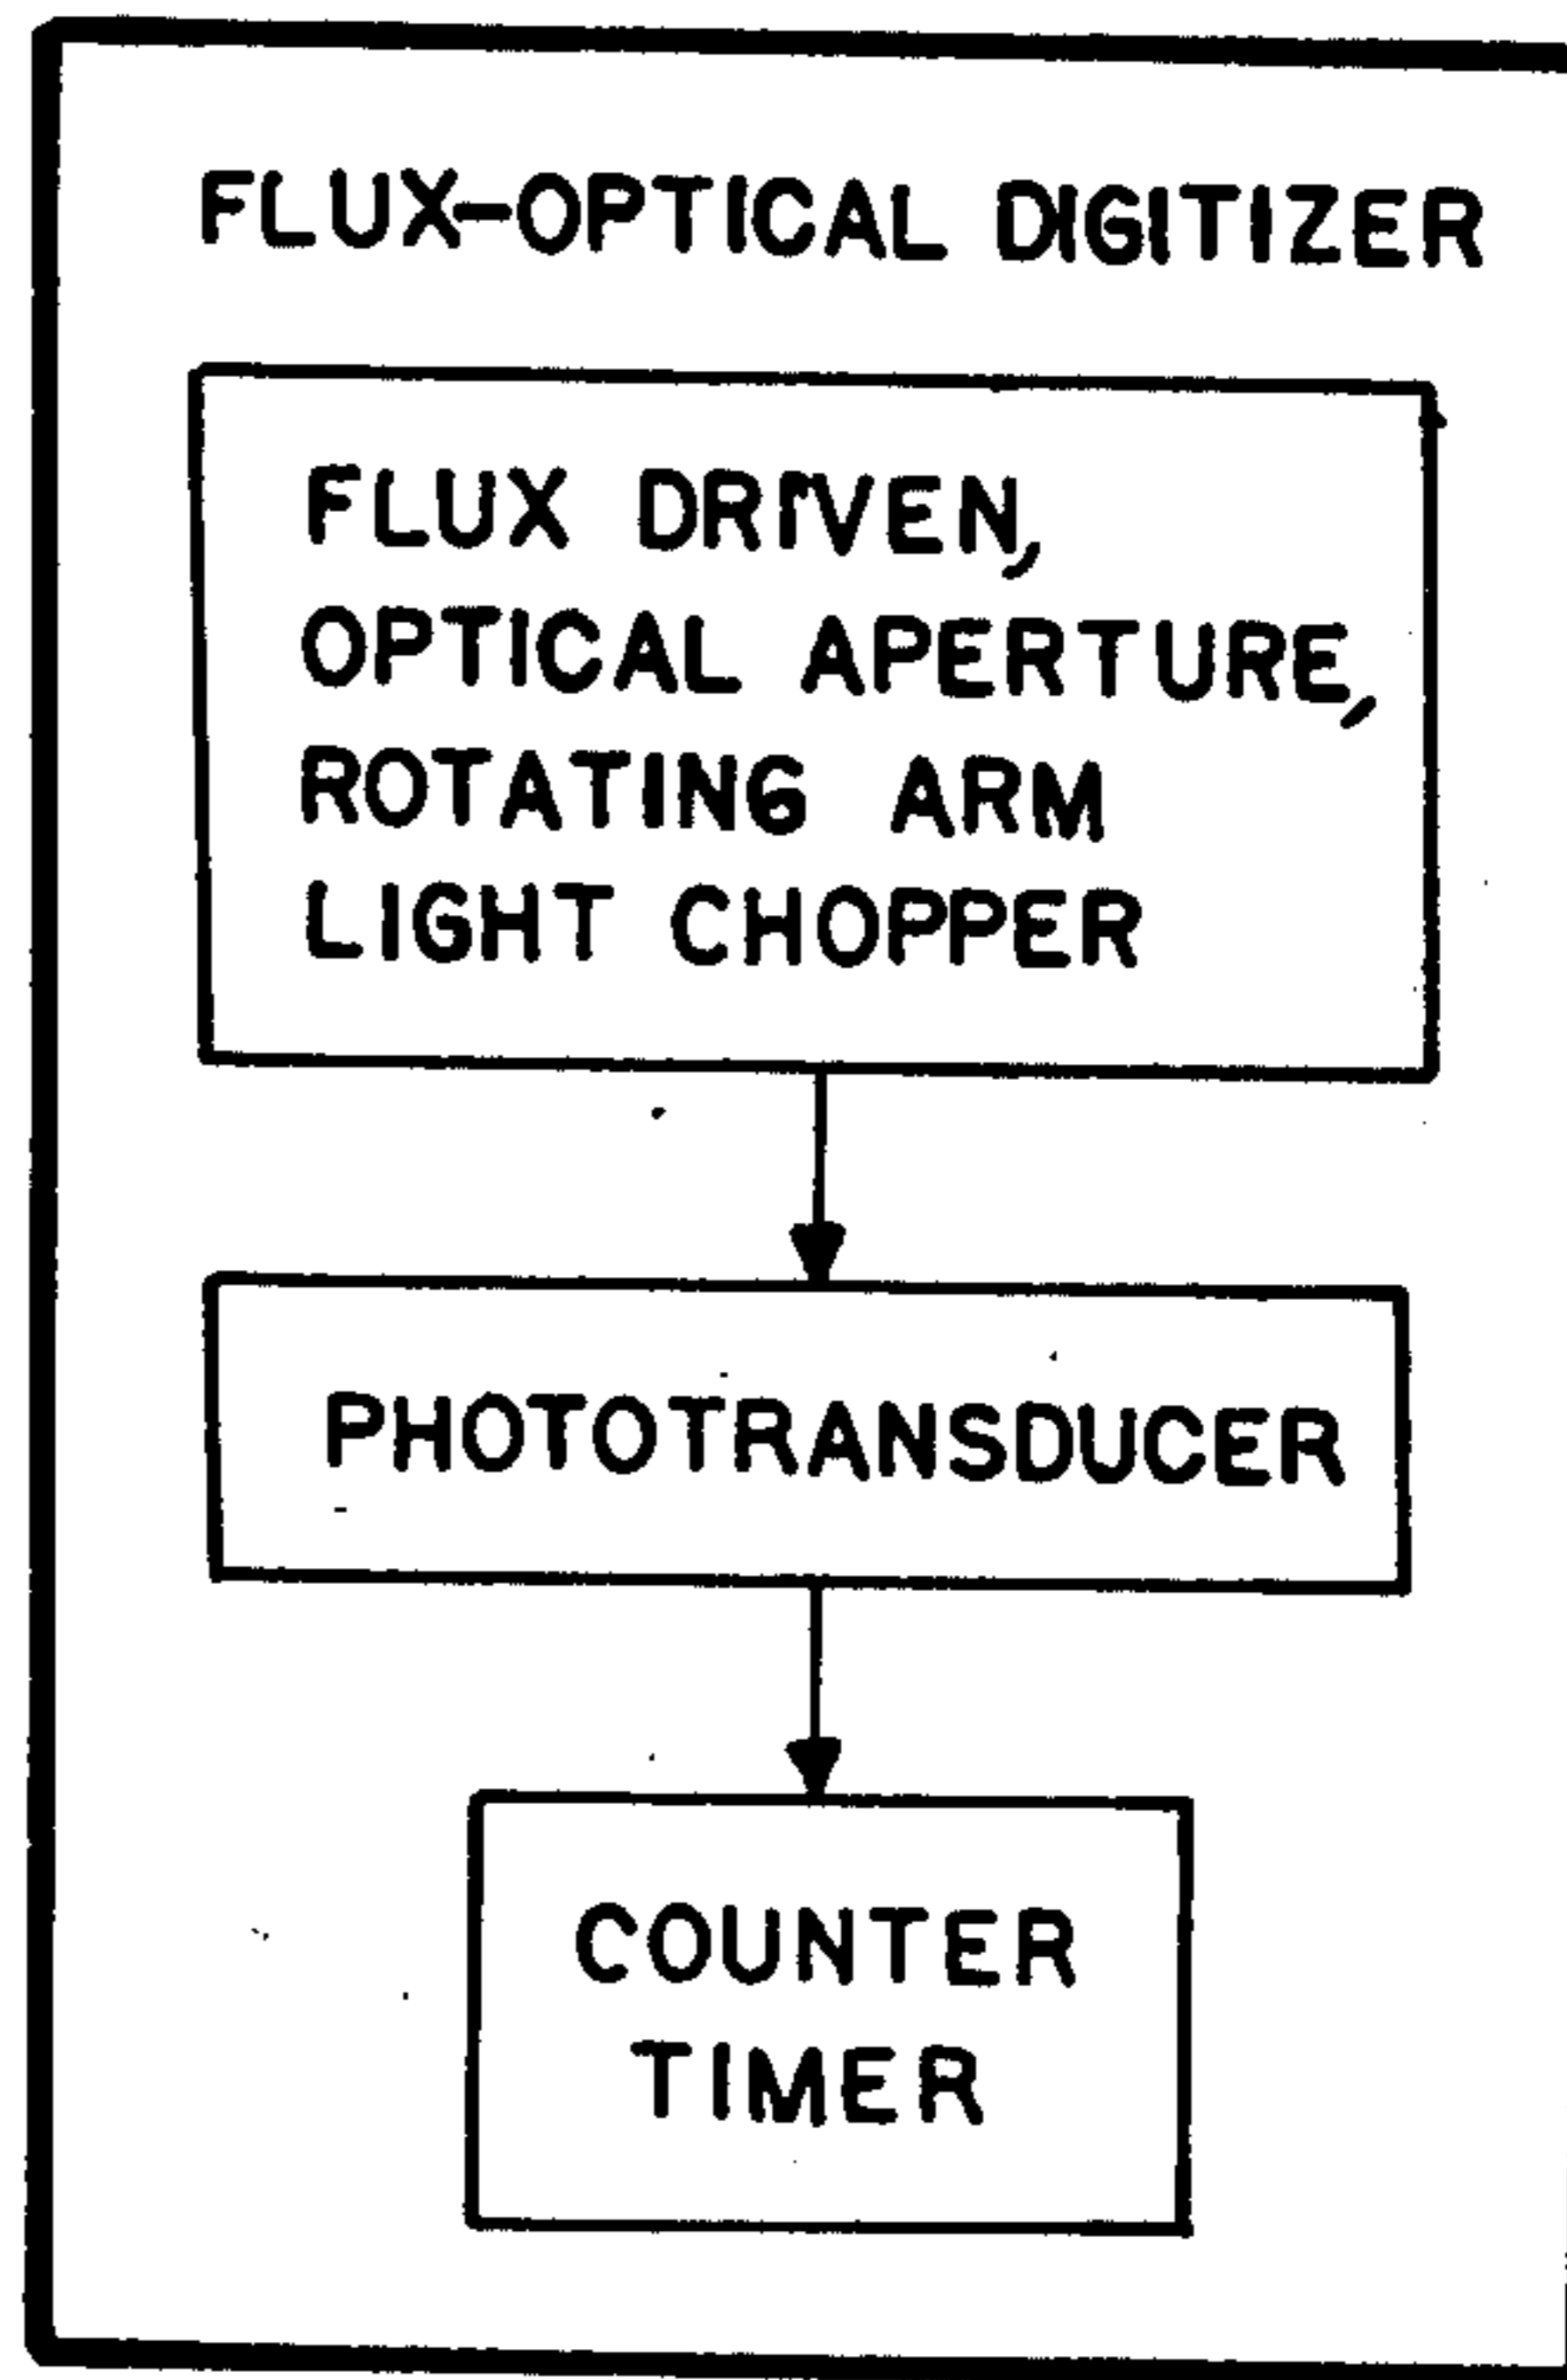 FLUX-OPTICAL DIGITIZER
FLUX DRIVEN,
OPTICAL APERTURE,
ROTATING ARM
LIGHT CHOPPER
PHOTOTRANSDUCER
COUNTER
TIMER